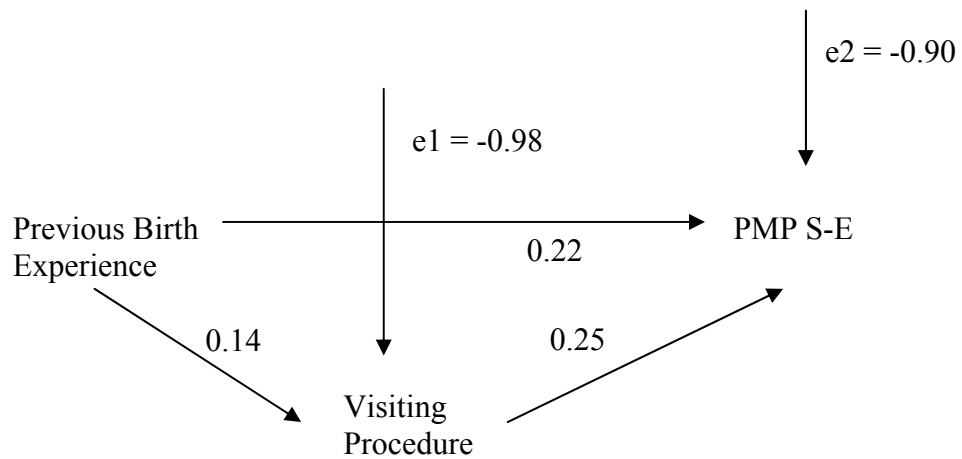 e2 = -0.90
e1 = -0.98
Previous Birth
Experience
0.22
PMP S-E
0.14
0.25
Visiting
Procedure